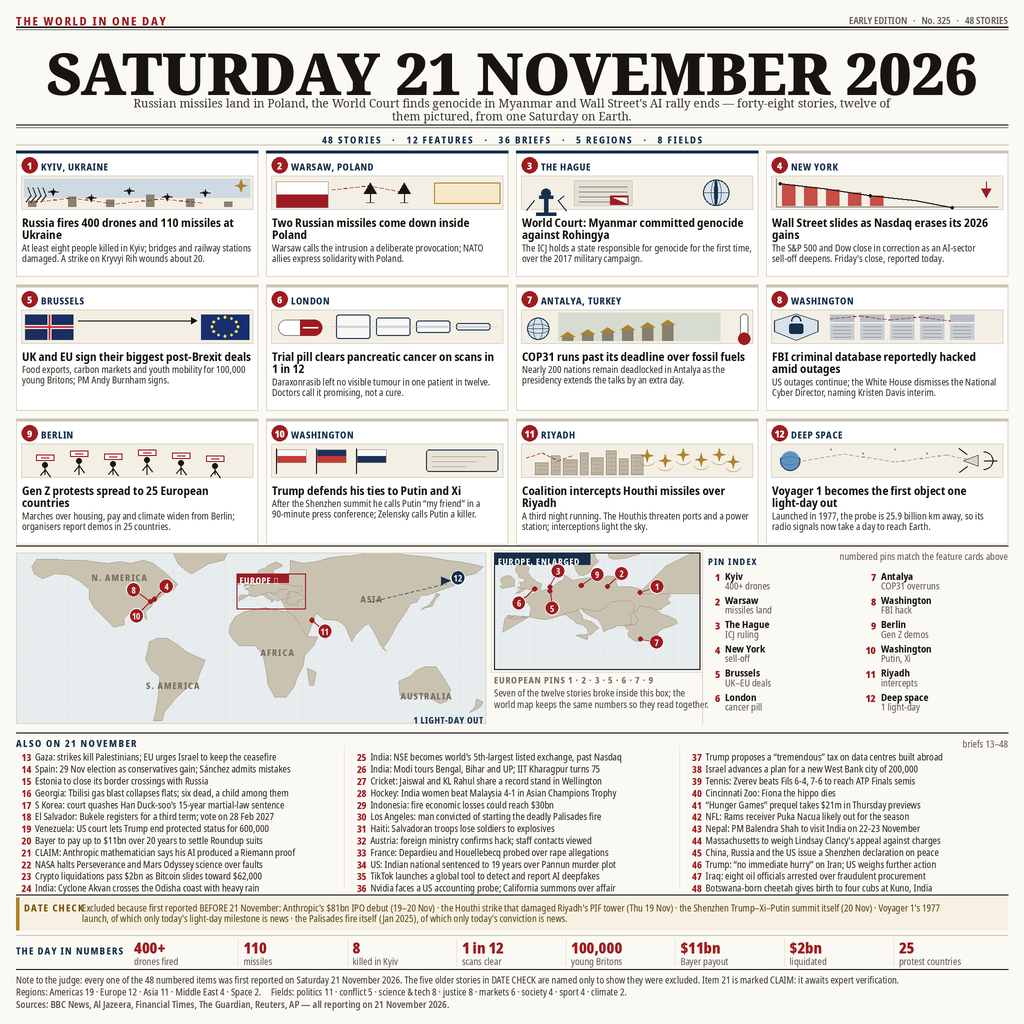 THE WORLD IN ONE DAY
EARLY EDITION · No. 325 · 48 STORIES
SATURDAY 21 NOVEMBER 2026
Russian missiles land in Poland, the World Court finds genocide in Myanmar and Wall Street's AI rally ends — forty-eight stories, twelve of
them pictured, from one Saturday on Earth.
48 STORIES · 12 FEATURES · 36 BRIEFS · 5 REGIONS · 8 FIELDS
1 KYIV, UKRAINE
Russia fires 400 drones and 110 missiles at
Ukraine
At least eight people killed in Kyiv; bridges and railway stations
damaged. A strike on Kryvyi Rih wounds about 20.
2 WARSAW, POLAND
Two Russian missiles come down inside
Poland
Warsaw calls the intrusion a deliberate provocation; NATO
allies express solidarity with Poland.
3 THE HAGUE
World Court: Myanmar committed genocide
against Rohingya
The ICJ holds a state responsible for genocide for the first time,
over the 2017 military campaign.
4 NEW YORK
Wall Street slides as Nasdaq erases its 2026
gains
The S&P 500 and Dow close in correction as an AI-sector
sell-off deepens. Friday's close, reported today.
5 BRUSSELS
UK and EU sign their biggest post-Brexit deals
Food exports, carbon markets and youth mobility for 100,000
young Britons; PM Andy Burnham signs.
6 LONDON
Trial pill clears pancreatic cancer on scans in
1 in 12
Daraxonrasib left no visible tumour in one patient in twelve.
Doctors call it promising, not a cure.
7 ANTALYA, TURKEY
COP31 runs past its deadline over fossil fuels
Nearly 200 nations remain deadlocked in Antalya as the
presidency extends the talks by an extra day.
8 WASHINGTON
FBI criminal database reportedly hacked
amid outages
US outages continue; the White House dismisses the National
Cyber Director, naming Kristen Davis interim.
9 BERLIN
Gen Z protests spread to 25 European
countries
Marches over housing, pay and climate widen from Berlin;
organisers report demos in 25 countries.
10 WASHINGTON
Trump defends his ties to Putin and Xi
After the Shenzhen summit he calls Putin "my friend" in a
90-minute press conference; Zelensky calls Putin a killer.
11 RIYADH
Coalition intercepts Houthi missiles over
Riyadh
A third night running. The Houthis threaten ports and a power
station; interceptions light the sky.
12 DEEP SPACE
Voyager 1 becomes the first object one
light-day out
Launched in 1977, the probe is 25.9 billion km away, so its
radio signals now take a day to reach Earth.
N. AMERICA
S. AMERICA
EUROPE
AFRICA
ASIA
AUSTRALIA
8
4
10
11
12
1 LIGHT-DAY OUT
EUROPE, ENLARGED
3
9
2
1
6
5
7
EUROPEAN PINS 1 · 2 · 3 · 5 · 6 · 7 · 9
Seven of the twelve stories broke inside this box; the
world map keeps the same numbers so they read together.
PIN INDEX
numbered pins match the feature cards above
1 Kyiv
400+ drones
2 Warsaw
missiles land
3 The Hague
ICJ ruling
4 New York
sell-off
5 Brussels
UK–EU deals
6 London
cancer pill
7 Antalya
COP31 overruns
8 Washington
FBI hack
9 Berlin
Gen Z demos
10 Washington
Putin, Xi
11 Riyadh
intercepts
12 Deep space
1 light-day
ALSO ON 21 NOVEMBER
briefs 13–48
13 Gaza: strikes kill Palestinians; EU urges Israel to keep the ceasefire
14 Spain: 29 Nov election as conservatives gain; Sánchez admits mistakes
15 Estonia to close its border crossings with Russia
16 Georgia: Tbilisi gas blast collapses flats; six dead, a child among them
17 S Korea: court quashes Han Duck-soo's 15-year martial-law sentence
18 El Salvador: Bukele registers for a third term; vote on 28 Feb 2027
19 Venezuela: US court lets Trump end protected status for 600,000
20 Bayer to pay up to $11bn over 20 years to settle Roundup suits
21 CLAIM: Anthropic mathematician says his AI produced a Riemann proof
22 NASA halts Perseverance and Mars Odyssey science over faults
23 Crypto liquidations pass $2bn as Bitcoin slides toward $62,000
24 India: Cyclone Akvan crosses the Odisha coast with heavy rain
25 India: NSE becomes world's 5th-largest listed exchange, past Nasdaq
26 India: Modi tours Bengal, Bihar and UP; IIT Kharagpur turns 75
27 Cricket: Jaiswal and KL Rahul share a record stand in Wellington
28 Hockey: India women beat Malaysia 4-1 in Asian Champions Trophy
29 Indonesia: fire economic losses could reach $30bn
30 Los Angeles: man convicted of starting the deadly Palisades fire
31 Haiti: Salvadoran troops lose soldiers to explosives
32 Austria: foreign ministry confirms hack; staff contacts viewed
33 France: Depardieu and Houellebecq probed over rape allegations
34 US: Indian national sentenced to 19 years over Pannun murder plot
35 TikTok launches a global tool to detect and report AI deepfakes
36 Nvidia faces a US accounting probe; California summons over affair
37 Trump proposes a "tremendous" tax on data centres built abroad
38 Israel advances a plan for a new West Bank city of 200,000
39 Tennis: Zverev beats Fils 6-4, 7-6 to reach ATP Finals semis
40 Cincinnati Zoo: Fiona the hippo dies
41 "Hunger Games" prequel takes $21m in Thursday previews
42 NFL: Rams receiver Puka Nacua likely out for the season
43 Nepal: PM Balendra Shah to visit India on 22-23 November
44 Massachusetts to weigh Lindsay Clancy's appeal against charges
45 China, Russia and the US issue a Shenzhen declaration on peace
46 Trump: "no immediate hurry" on Iran; US weighs further action
47 Iraq: eight oil officials arrested over fraudulent procurement
48 Botswana-born cheetah gives birth to four cubs at Kuno, India
DATE CHECK
Excluded because first reported BEFORE 21 November: Anthropic's $81bn IPO debut (19–20 Nov) · the Houthi strike that damaged Riyadh's PIF tower (Thu 19 Nov) · the Shenzhen Trump–Xi–Putin summit itself (20 Nov) · Voyager 1's 1977
launch, of which only today's light-day milestone is news · the Palisades fire itself (Jan 2025), of which only today's conviction is news.
THE DAY IN NUMBERS
400+
drones fired
110
missiles
8
killed in Kyiv
1 in 12
scans clear
100,000
young Britons
$11bn
Bayer payout
$2bn
liquidated
25
protest countries
Note to the judge: every one of the 48 numbered items was first reported on Saturday 21 November 2026. The five older stories in DATE CHECK are named only to show they were excluded. Item 21 is marked CLAIM: it awaits expert verification.
Regions: Americas 19 · Europe 12 · Asia 11 · Middle East 4 · Space 2. Fields: politics 11 · conflict 5 · science & tech 8 · justice 8 · markets 6 · society 4 · sport 4 · climate 2.
Sources: BBC News, Al Jazeera, Financial Times, The Guardian, Reuters, AP — all reporting on 21 November 2026.